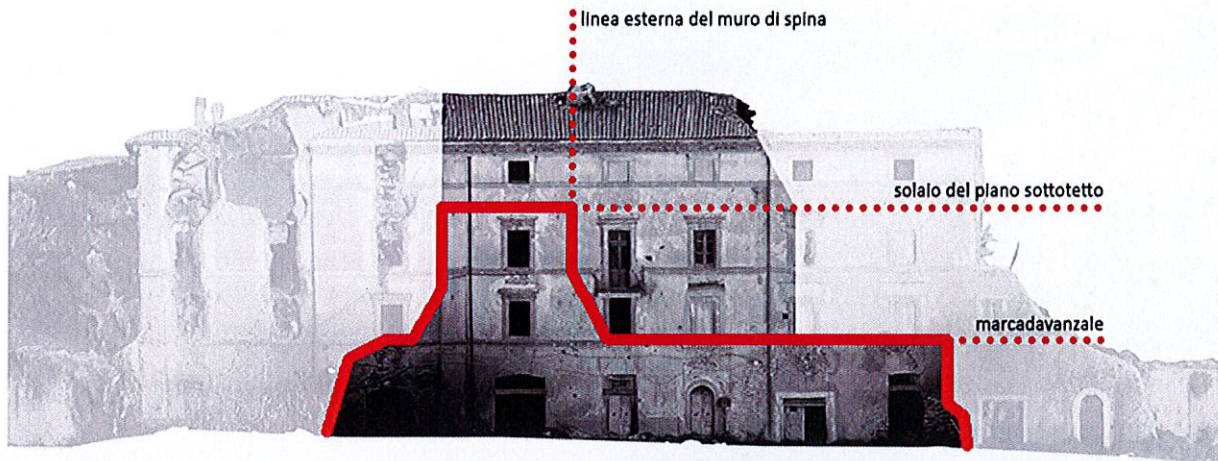 linea esterna del muro di spina
solaio del piano sottotetto
marcadavanzale